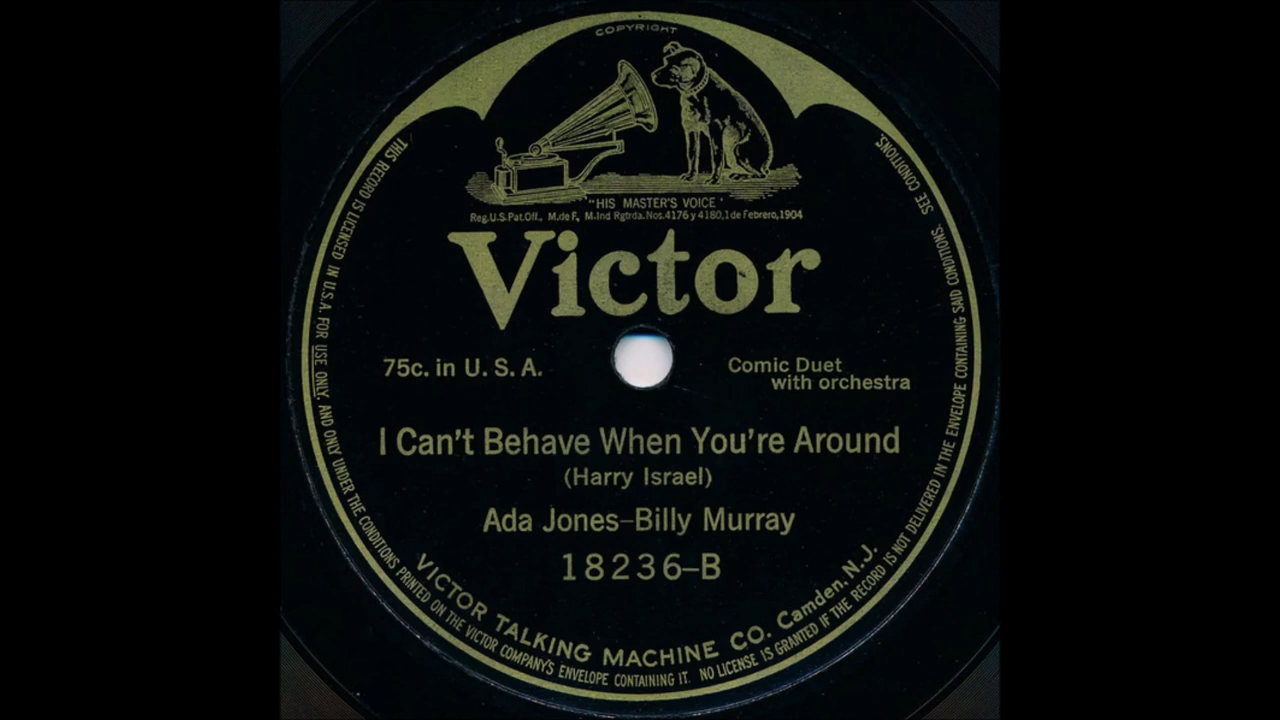 COPYRIGHT
"HIS MASTER'S VOICE"
Reg.U.S.Pat.Off., M.de F., M.Ind Rgtrda.Nos.4176 y 4180,1 de Febrero,1904
Victor
75c. in U. S. A.
Comic Duet
with orchestra
I Can't Behave When You're Around
(Harry Israel)
Ada Jones–Billy Murray
18236–B
VICTOR TALKING MACHINE CO. Camden, N. J.
THIS RECORD IS LICENSED IN U.S.A. FOR USE ONLY, AND ONLY UNDER THE CONDITIONS PRINTED ON THE VICTOR COMPANY'S ENVELOPE CONTAINING IT. NO LICENSE IS GRANTED IF THE RECORD IS NOT DELIVERED IN THE ENVELOPE CONTAINING SAID CONDITIONS. SEE CONDITIONS.